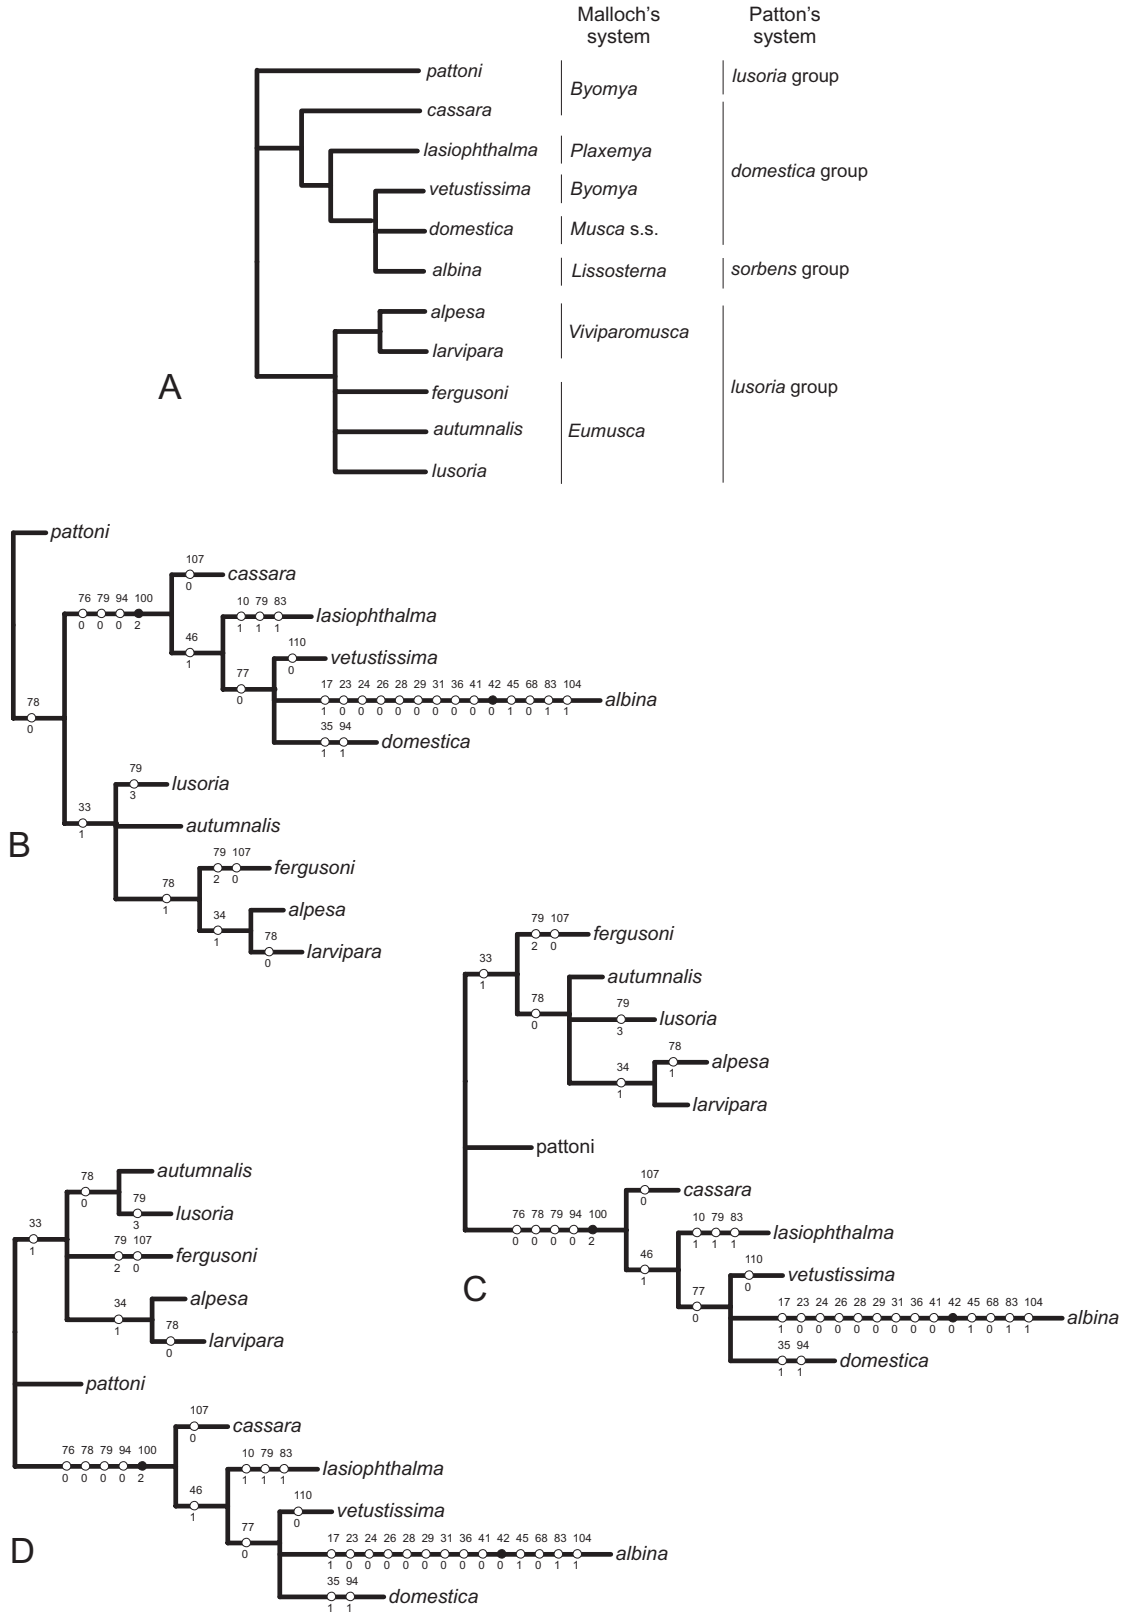 Malloch's system
Patton's system
pattoni
Byomya
lusoria group
cassara
lasiophthalma
Plaxemya
domestica group
vetustissima
Byomya
domestica
Musca s.s.
albina
Lissosterna
sorbens group
alpesa
Viviparomusca
larvipara
A
lusoria group
fergusoni
autumnalis
Eumusca
lusoria
pattoni
107
0
cassara
76 79 94 100
0 0 0 2
10 79 83
1 1 1
lasiophthalma
46
1
110
0
vetustissima
77
0
17 23 24 26 28 29 31 36 41 42 45 68 83 104
1 0 0 0 0 0 0 0 0 0 1 0 1 1
albina
78
0
35 94
1 1
domestica
79
3
lusoria
33
1
autumnalis
B
79 107
2 0
fergusoni
78
1
alpesa
34
1
78
0
larvipara
79 107
2 0
fergusoni
33
1
autumnalis
78
0
79
3
lusoria
78
1
alpesa
34
1
larvipara
pattoni
107
0
cassara
76 78 79 94 100
0 0 0 0 2
10 79 83
1 1 1
lasiophthalma
46
1
C
110
0
vetustissima
77
0
17 23 24 26 28 29 31 36 41 42 45 68 83 104
1 0 0 0 0 0 0 0 0 0 1 0 1 1
albina
35 94
1 1
domestica
autumnalis
78
0
79
3
lusoria
33
1
79 107
2 0
fergusoni
alpesa
34
1
78
0
larvipara
pattoni
107
0
cassara
76 78 79 94 100
0 0 0 0 2
10 79 83
1 1 1
lasiophthalma
46
1
110
0
vetustissima
77
0
D
17 23 24 26 28 29 31 36 41 42 45 68 83 104
1 0 0 0 0 0 0 0 0 0 1 0 1 1
albina
35 94
1 1
domestica